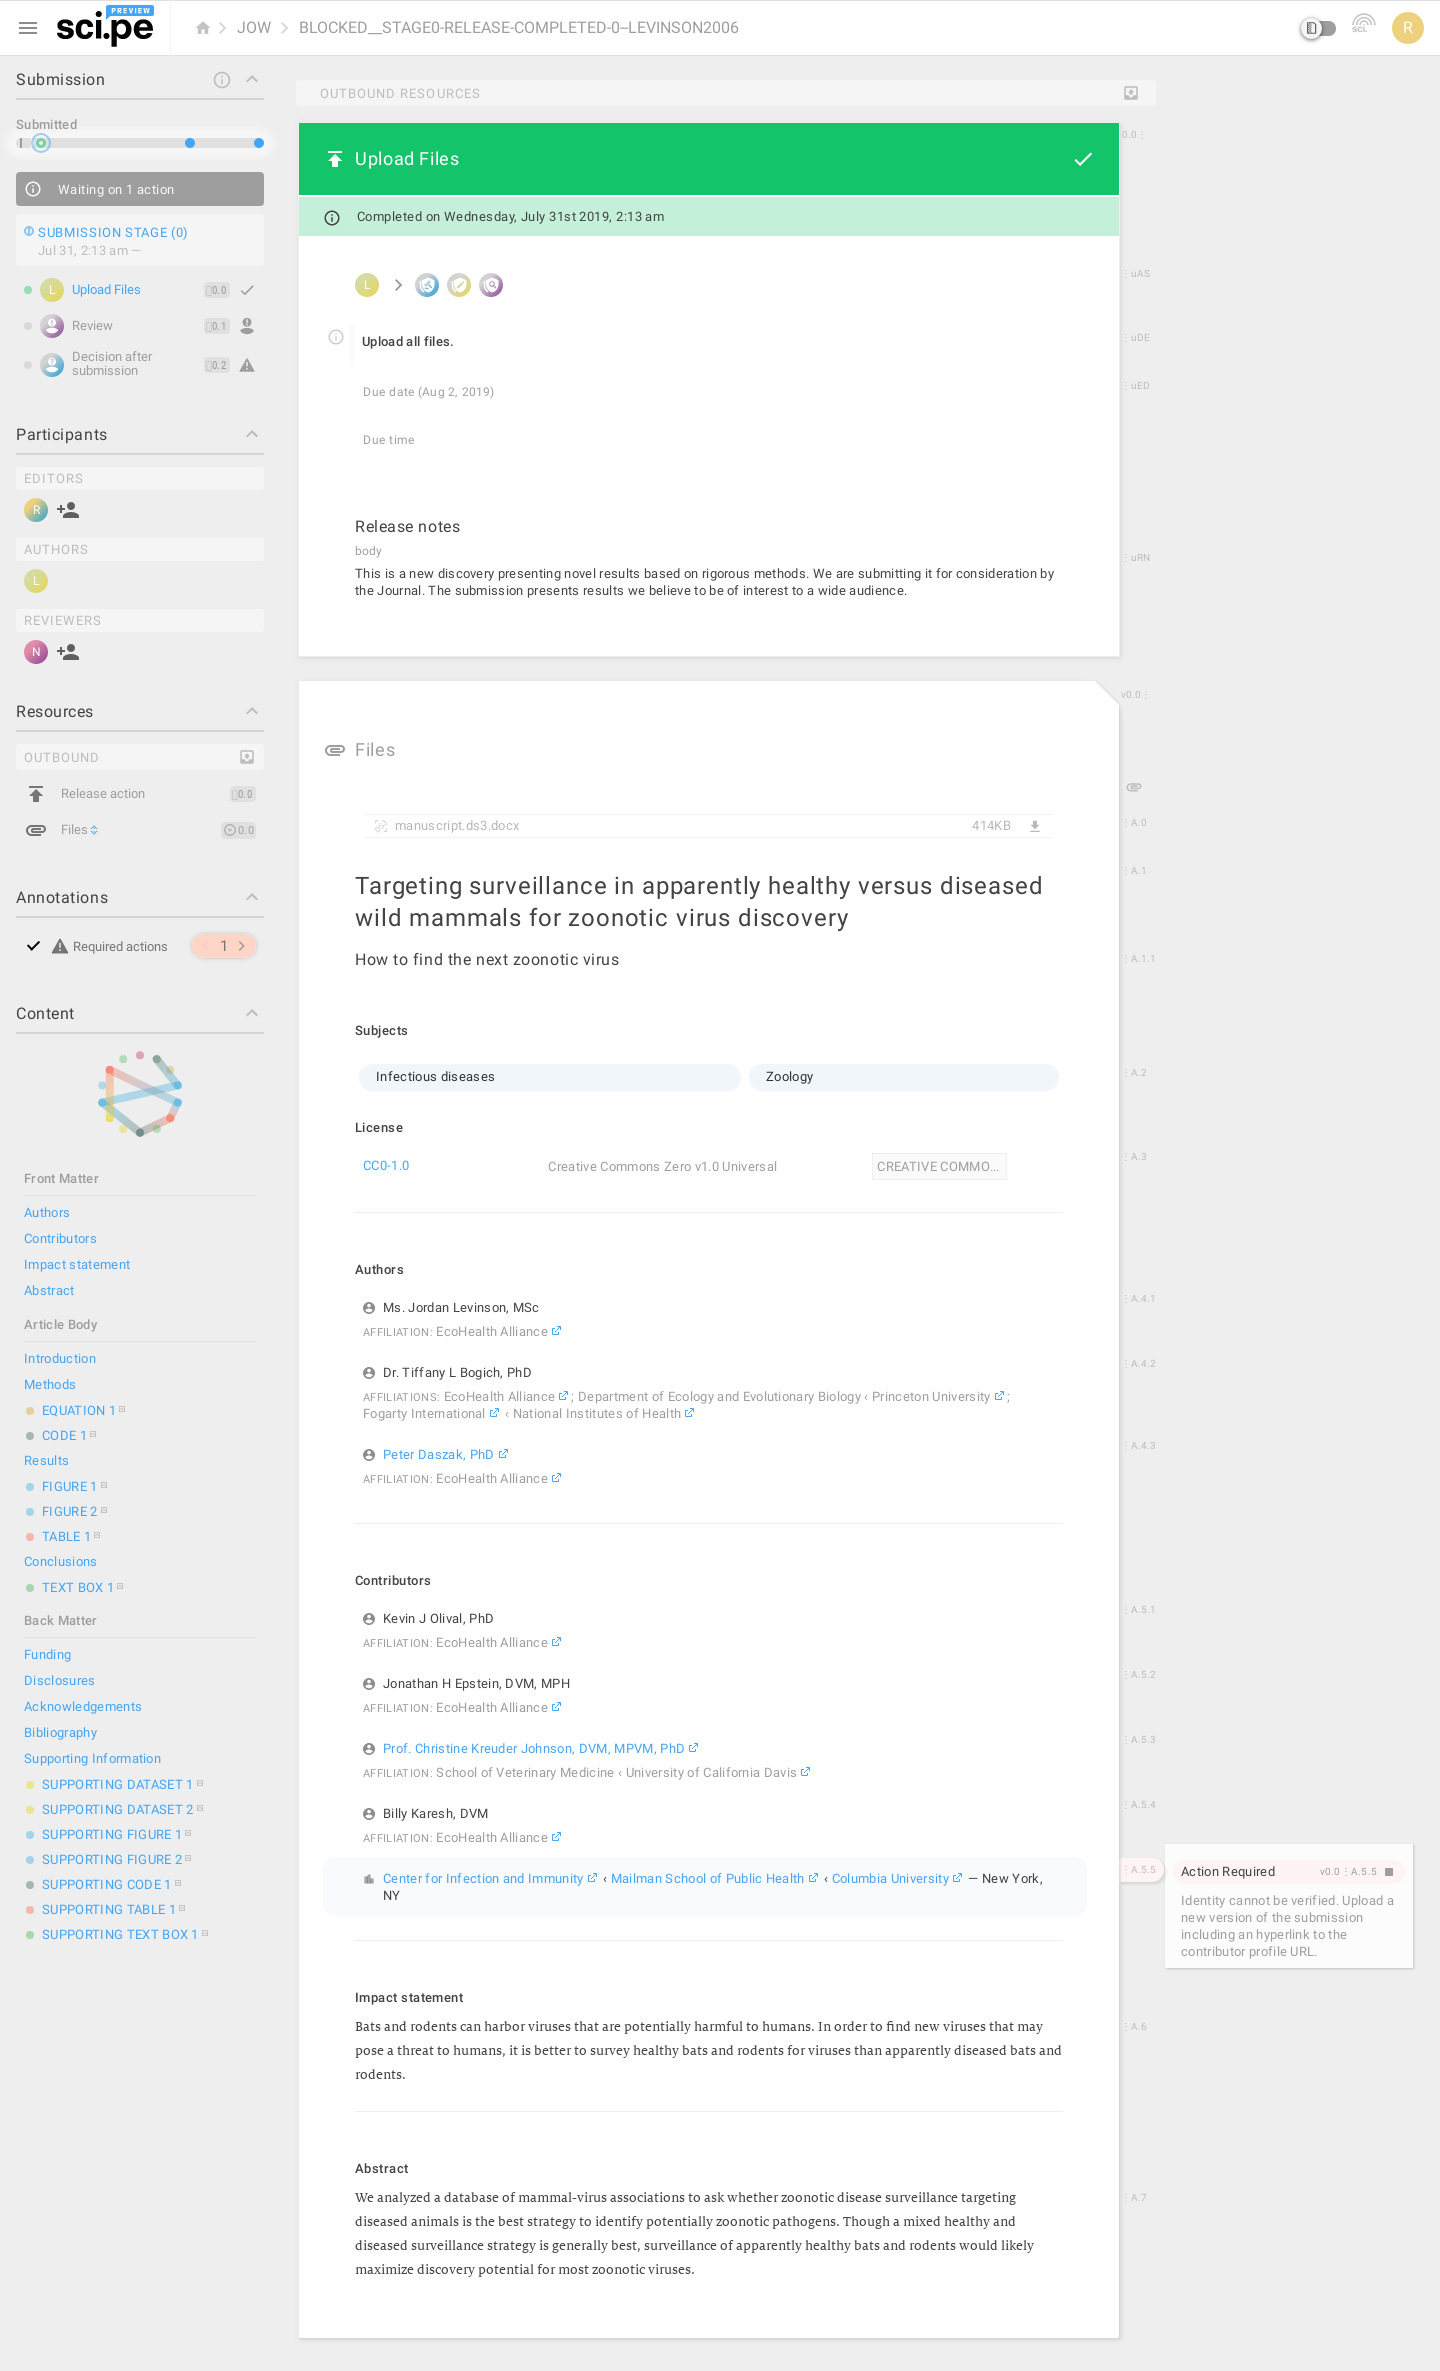 sci.pe
PREVIEW
JOW
BLOCKED__STAGE0-RELEASE-COMPLETED-0–LEVINSON2006
SCI.
R
Submission
Submitted
Waiting on 1 action
SUBMISSION STAGE (0)
Jul 31, 2:13 am —
L
Upload Files
0.0
Review
0.1
Decision after
submission
0.2
Participants
EDITORS
R
AUTHORS
L
REVIEWERS
N
Resources
OUTBOUND
Release action
0.0
Files
0.0
Annotations
Required actions
1
Content
Front Matter
Authors
Contributors
Impact statement
Abstract
Article Body
Introduction
Methods
EQUATION 1
CODE 1
Results
FIGURE 1
FIGURE 2
TABLE 1
Conclusions
TEXT BOX 1
Back Matter
Funding
Disclosures
Acknowledgements
Bibliography
Supporting Information
SUPPORTING DATASET 1
SUPPORTING DATASET 2
SUPPORTING FIGURE 1
SUPPORTING FIGURE 2
SUPPORTING CODE 1
SUPPORTING TABLE 1
SUPPORTING TEXT BOX 1
OUTBOUND RESOURCES
Upload Files
0.0
Completed on Wednesday, July 31st 2019, 2:13 am
L
uAS
Upload all files.
uDE
Due date (Aug 2, 2019)
uED
Due time
Release notes
body
uRN
This is a new discovery presenting novel results based on rigorous methods. We are submitting it for consideration by
the Journal. The submission presents results we believe to be of interest to a wide audience.
v0.0
Files
manuscript.ds3.docx
414KB
A.0
Targeting surveillance in apparently healthy versus diseased
wild mammals for zoonotic virus discovery
A.1
How to find the next zoonotic virus
A.1.1
Subjects
Infectious diseases
Zoology
A.2
License
CC0-1.0
Creative Commons Zero v1.0 Universal
CREATIVE COMMO...
A.3
Authors
Ms. Jordan Levinson, MSc
A.4.1
AFFILIATION: EcoHealth Alliance
Dr. Tiffany L Bogich, PhD
A.4.2
AFFILIATIONS: EcoHealth Alliance ; Department of Ecology and Evolutionary Biology ‹ Princeton University ;
Fogarty International ‹ National Institutes of Health
Peter Daszak, PhD
A.4.3
AFFILIATION: EcoHealth Alliance
Contributors
Kevin J Olival, PhD
A.5.1
AFFILIATION: EcoHealth Alliance
Jonathan H Epstein, DVM, MPH
A.5.2
AFFILIATION: EcoHealth Alliance
Prof. Christine Kreuder Johnson, DVM, MPVM, PhD
A.5.3
AFFILIATION: School of Veterinary Medicine ‹ University of California Davis
Billy Karesh, DVM
A.5.4
AFFILIATION: EcoHealth Alliance
Center for Infection and Immunity ‹ Mailman School of Public Health ‹ Columbia University — New York,
NY
A.5.5
Action Required
v0.0
A.5.5
Identity cannot be verified. Upload a
new version of the submission
including an hyperlink to the
contributor profile URL.
Impact statement
Bats and rodents can harbor viruses that are potentially harmful to humans. In order to find new viruses that may
pose a threat to humans, it is better to survey healthy bats and rodents for viruses than apparently diseased bats and
rodents.
A.6
Abstract
We analyzed a database of mammal-virus associations to ask whether zoonotic disease surveillance targeting
diseased animals is the best strategy to identify potentially zoonotic pathogens. Though a mixed healthy and
diseased surveillance strategy is generally best, surveillance of apparently healthy bats and rodents would likely
maximize discovery potential for most zoonotic viruses.
A.7